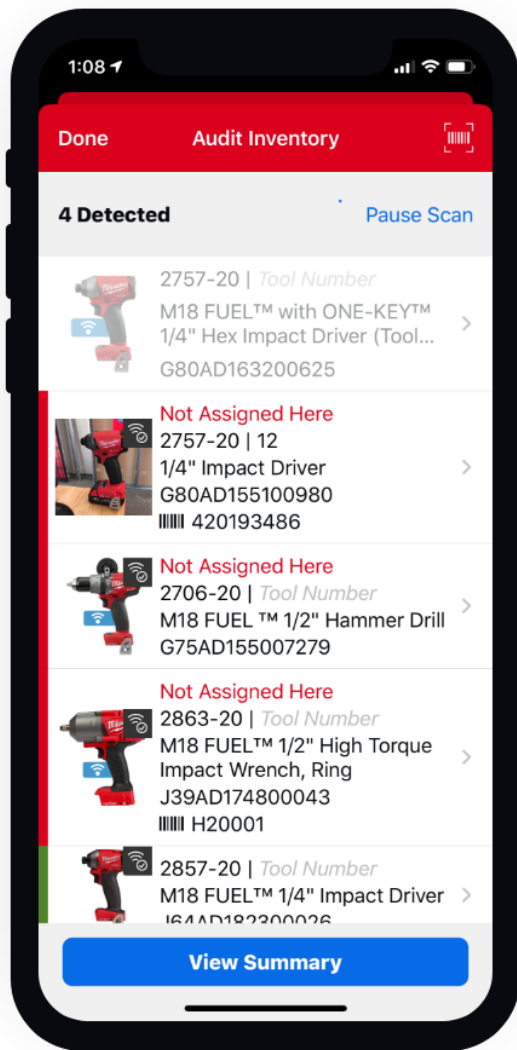 1:08
Done Audit Inventory
4 Detected Pause Scan
2757-20 | Tool Number
M18 FUEL™ with ONE-KEY™
1/4" Hex Impact Driver (Tool...
G80AD163200625
Not Assigned Here
2757-20 | 12
1/4" Impact Driver
G80AD155100980
420193486
Not Assigned Here
2706-20 | Tool Number
M18 FUEL ™ 1/2" Hammer Drill
G75AD155007279
Not Assigned Here
2863-20 | Tool Number
M18 FUEL™ 1/2" High Torque
Impact Wrench, Ring
J39AD174800043
H20001
2857-20 | Tool Number
M18 FUEL™ 1/4" Impact Driver
J64AD182300026
View Summary